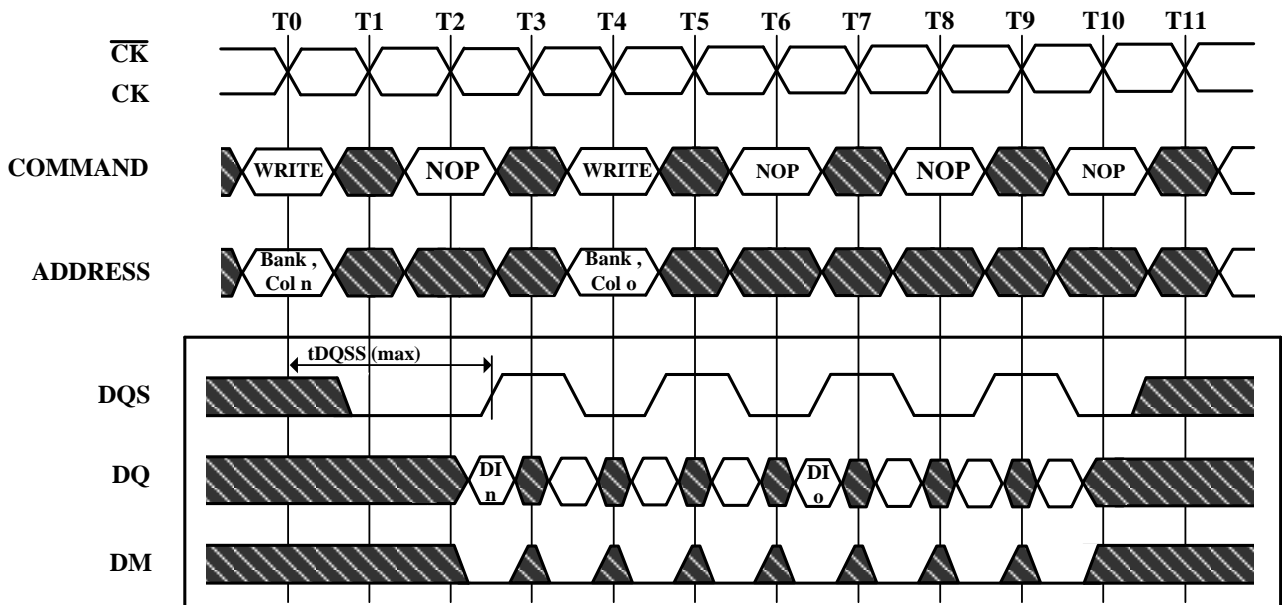 T0 T1 T2 T3 T4 T5 T6 T7 T8 T9 T10 T11
CK
CK
COMMAND
WRITE NOP WRITE NOP NOP NOP
ADDRESS
Bank ,
Col n
Bank ,
Col o
tDQSS (max)
DQS
DQ
DI
n
DI
o
DM